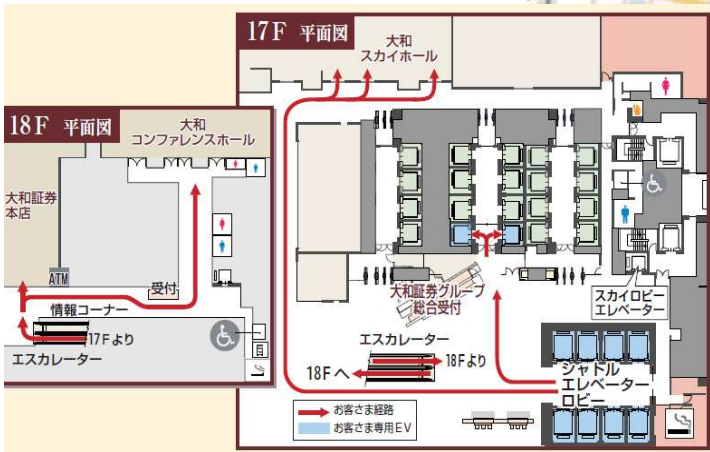 17F 平面図
大和
スカイホール
18F 平面図
大和
コンファレンスホール
大和証券
本店
ATM
受付
情報コーナー
17Fより
エスカレーター
大和証券グループ
総合受付
スカイロビー
エレベーター
エスカレーター
18Fより
18Fへ
シャトル
エレベーター
ロビー
お客さま経路
お客さま専用EV